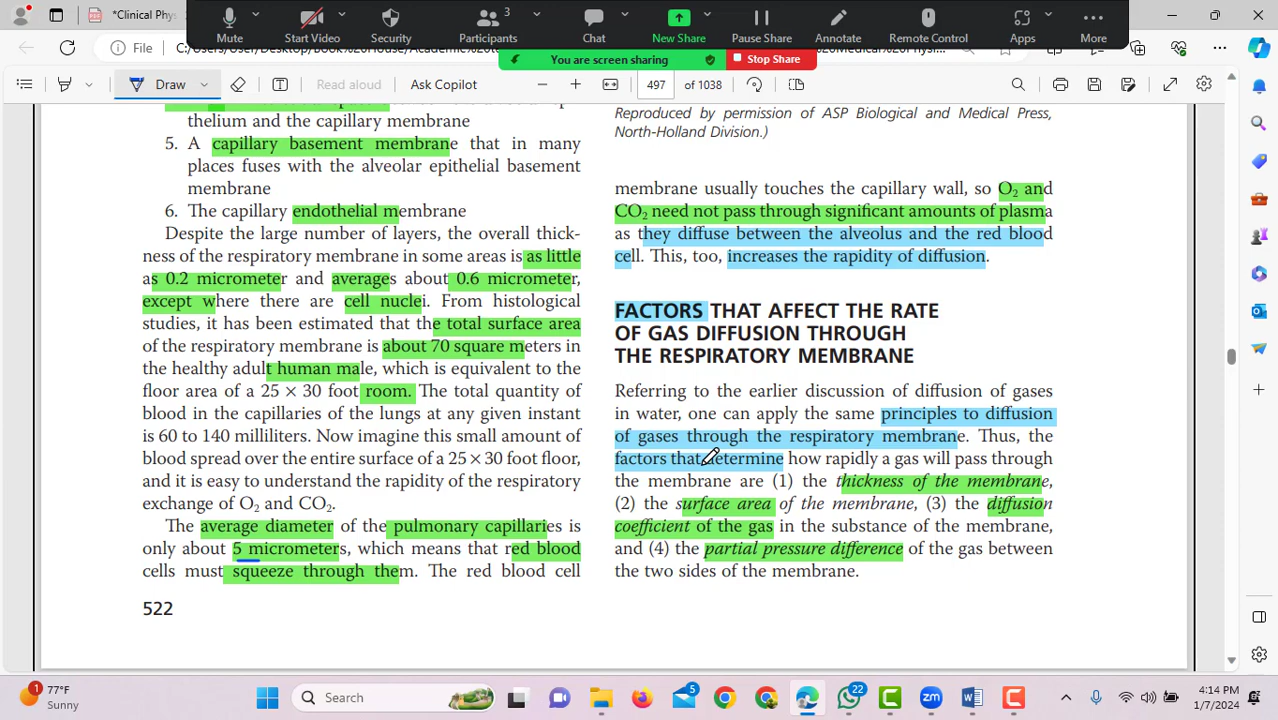 3
Mute
Start Video
Security
Participants
Chat
New Share
Pause Share
Annotate
Remote Control
Apps
More
*Clinical Phys
You are screen sharing
Stop Share
File
Draw
Read aloud
Ask Copilot
497 of 1038
thelium and the capillary membrane
5. A capillary basement membrane that in many
places fuses with the alveolar epithelial basement
membrane
6. The capillary endothelial membrane
Despite the large number of layers, the overall thick-
ness of the respiratory membrane in some areas is as little
as 0.2 micrometer and averages about 0.6 micrometer,
except where there are cell nuclei. From histological
studies, it has been estimated that the total surface area
of the respiratory membrane is about 70 square meters in
the healthy adult human male, which is equivalent to the
floor area of a 25 × 30 foot room. The total quantity of
blood in the capillaries of the lungs at any given instant
is 60 to 140 milliliters. Now imagine this small amount of
blood spread over the entire surface of a 25 × 30 foot floor,
and it is easy to understand the rapidity of the respiratory
exchange of O₂ and CO₂.
The average diameter of the pulmonary capillaries is
only about 5 micrometers, which means that red blood
cells must squeeze through them. The red blood cell
522
Reproduced by permission of ASP Biological and Medical Press,
North-Holland Division.)
membrane usually touches the capillary wall, so O₂ and
CO₂ need not pass through significant amounts of plasma
as they diffuse between the alveolus and the red blood
cell. This, too, increases the rapidity of diffusion.
FACTORS THAT AFFECT THE RATE
OF GAS DIFFUSION THROUGH
THE RESPIRATORY MEMBRANE
Referring to the earlier discussion of diffusion of gases
in water, one can apply the same principles to diffusion
of gases through the respiratory membrane. Thus, the
factors that determine how rapidly a gas will pass through
the membrane are (1) the thickness of the membrane,
(2) the surface area of the membrane, (3) the diffusion
coefficient of the gas in the substance of the membrane,
and (4) the partial pressure difference of the gas between
the two sides of the membrane.
1
77°F
Sunny
Search
5
22
zm
4:14 PM
1/7/2024